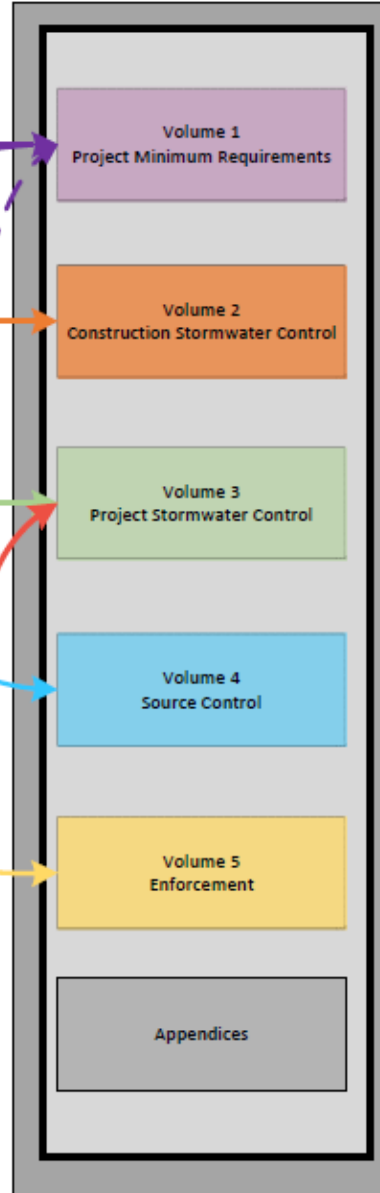 Volume 1
Project Minimum Requirements
Volume 2
Construction Stormwater Control
Volume 3
Project Stormwater Control
Volume 4
Source Control
Volume 5
Enforcement
Appendices